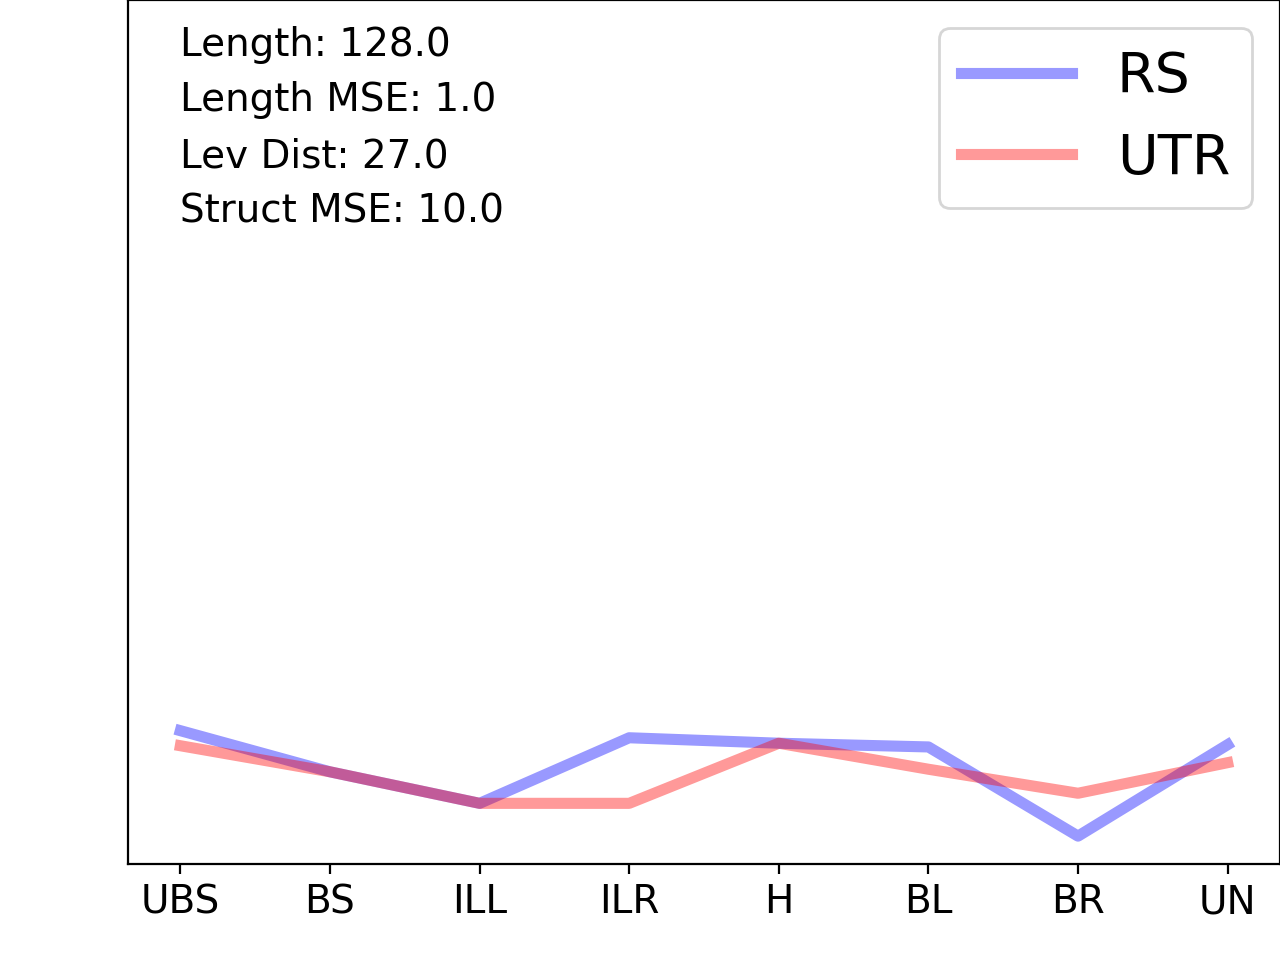 Length: 128.0
Length MSE: 1.0
Lev Dist: 27.0
Struct MSE: 10.0
RS
UTR
UBS BS ILL ILR H BL BR UN